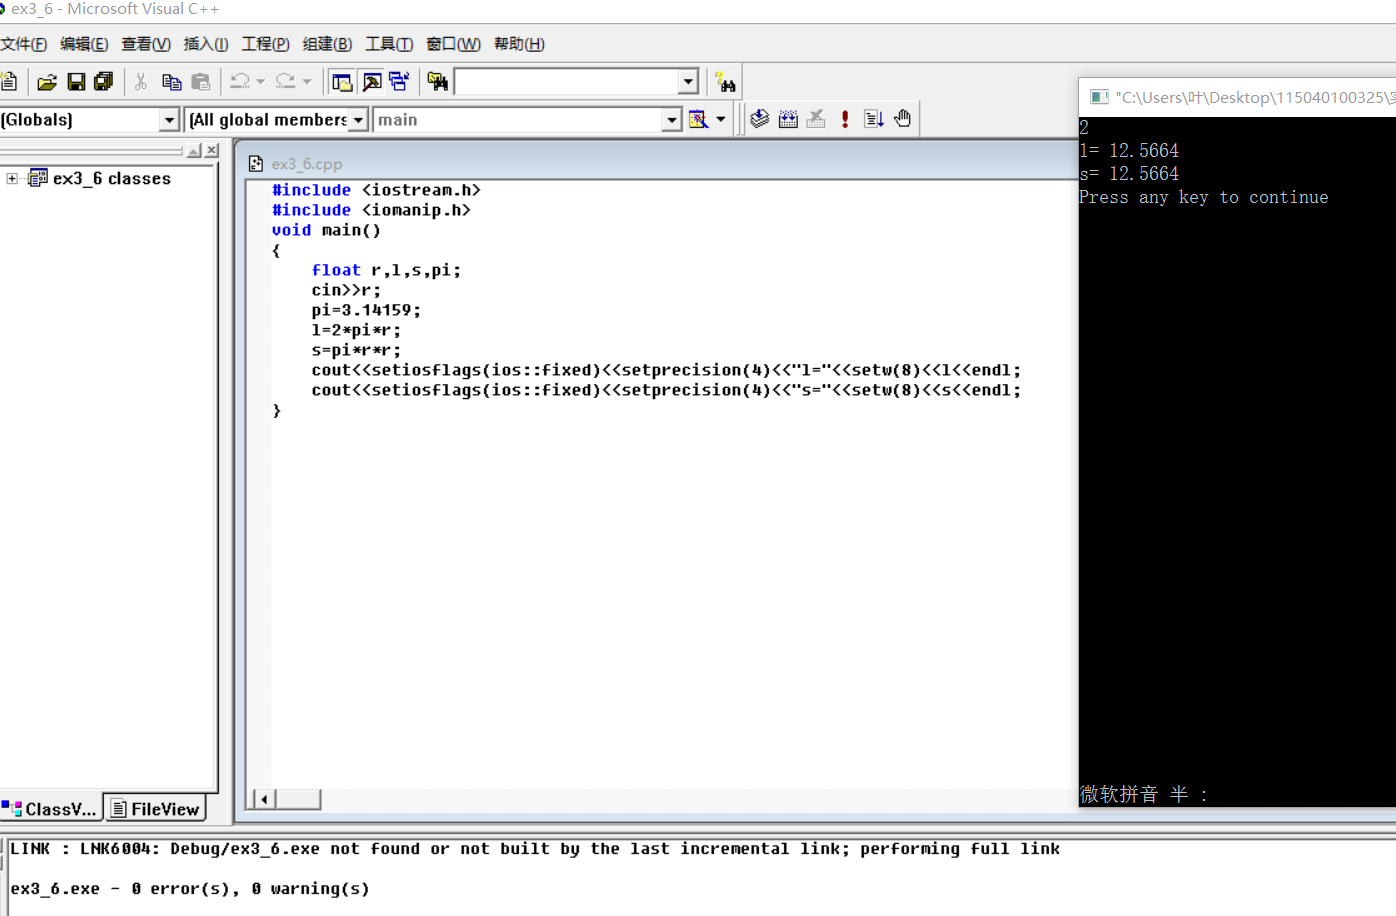 ex3_6 - Microsoft Visual C++
文件(F) 编辑(E) 查看(V) 插入(I) 工程(P) 组建(B) 工具(T) 窗口(W) 帮助(H)
(Globals) (All global members main
ex3_6 classes
ClassV... FileView
ex3_6.cpp
#include <iostream.h>
#include <iomanip.h>
void main()
{
float r,l,s,pi;
cin>>r;
pi=3.14159;
l=2*pi*r;
s=pi*r*r;
cout<<setiosflags(ios::fixed)<<setprecision(4)<<"l="<<setw(8)<<l<<endl;
cout<<setiosflags(ios::fixed)<<setprecision(4)<<"s="<<setw(8)<<s<<endl;
}
"C:\Users\叶\Desktop\115040100325\
2
l= 12.5664
s= 12.5664
Press any key to continue
微软拼音 半 :
LINK : LNK6004: Debug/ex3_6.exe not found or not built by the last incremental link; performing full link
ex3_6.exe - 0 error(s), 0 warning(s)